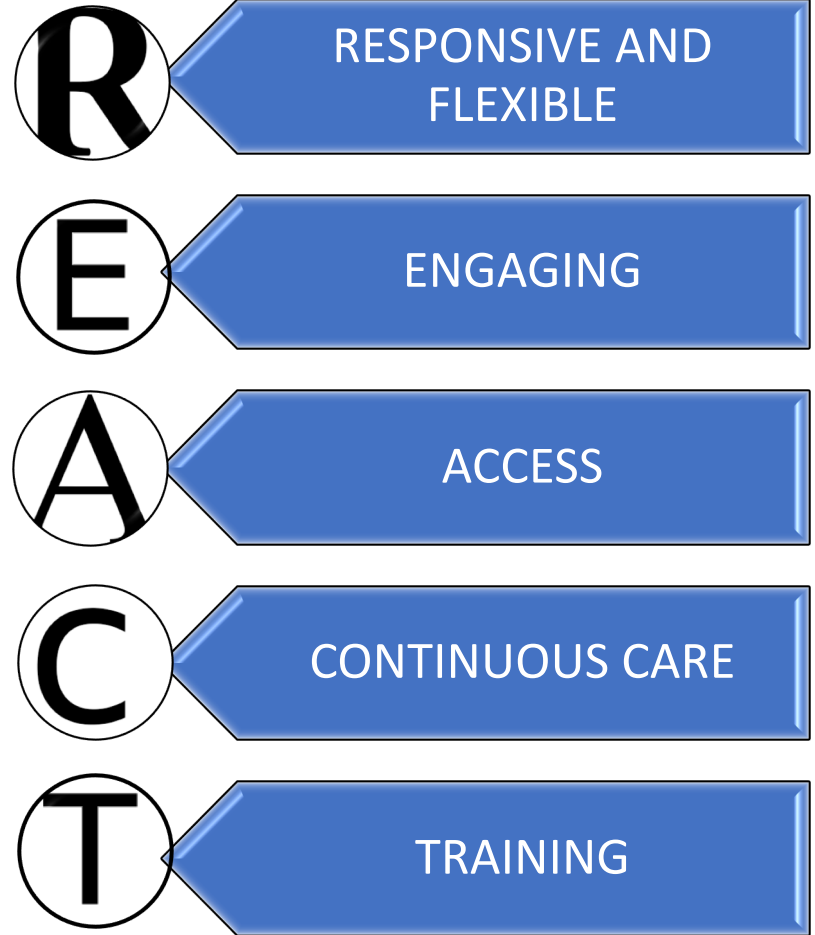 R
RESPONSIVE AND
FLEXIBLE
E
ENGAGING
A
ACCESS
C
CONTINUOUS CARE
T
TRAINING